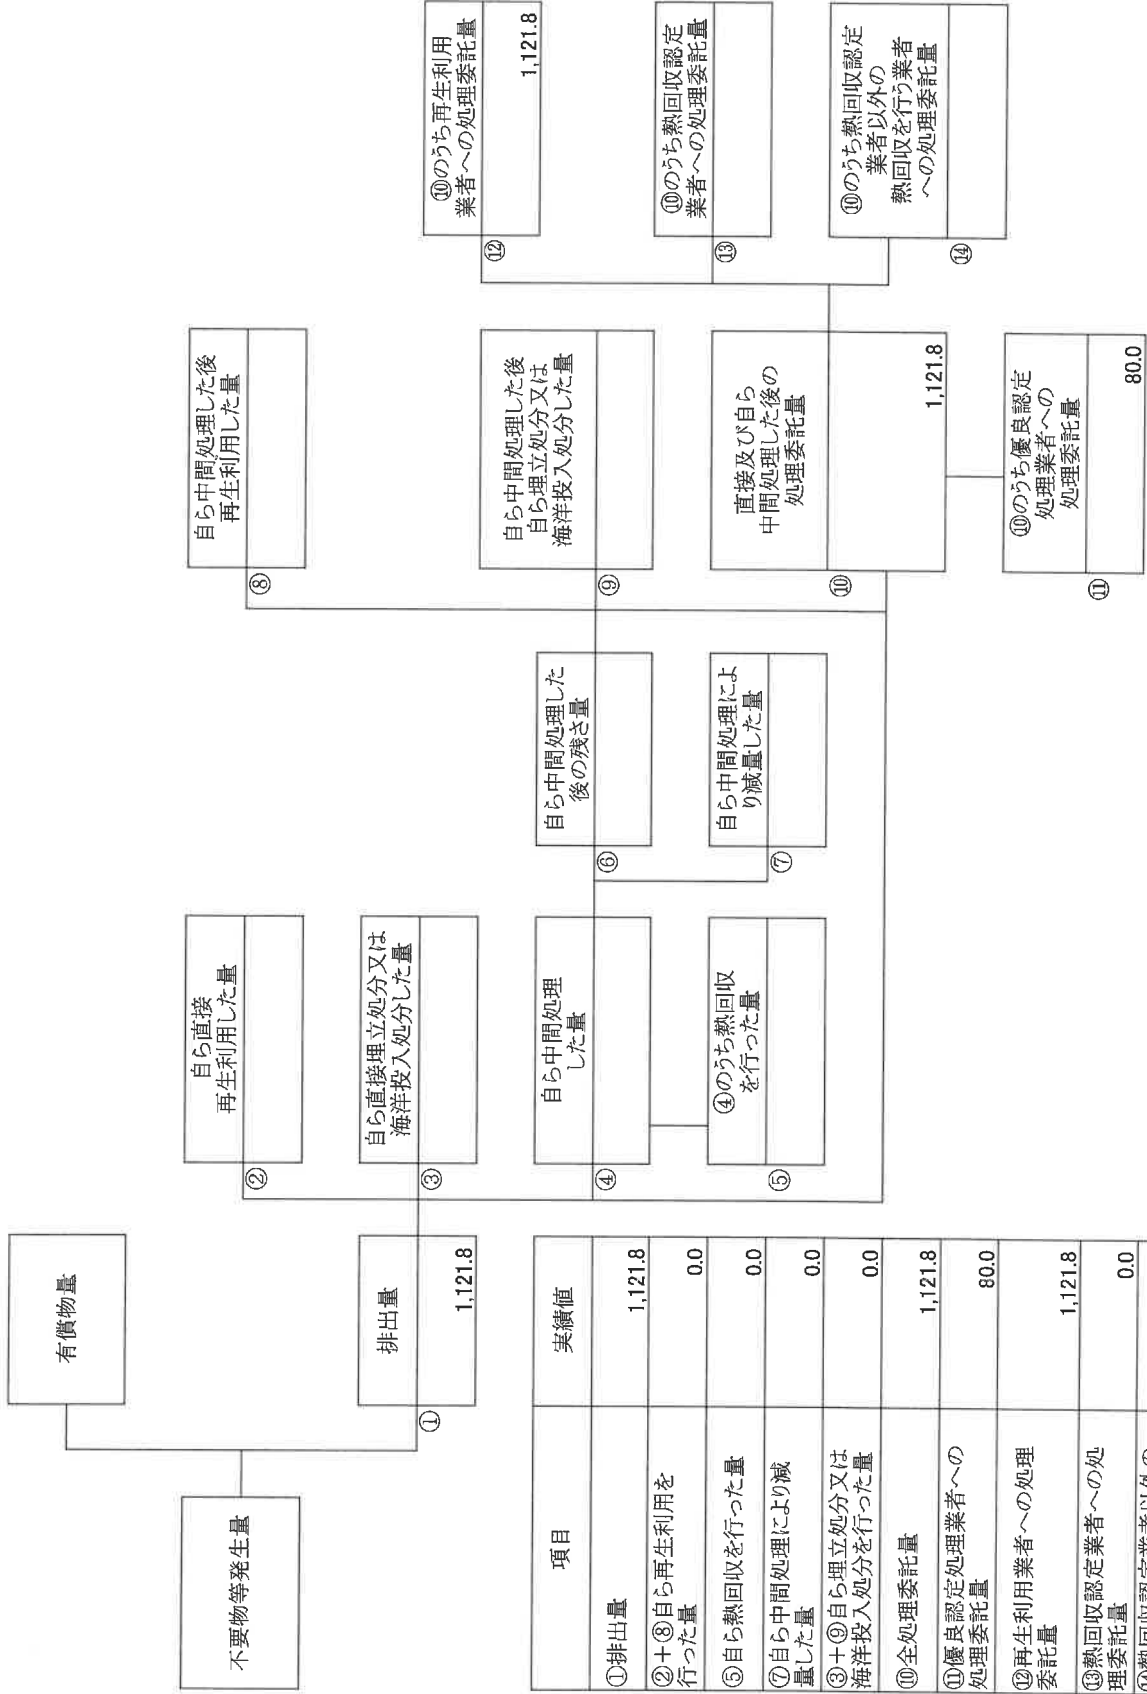 不要物等発生量
有償物量
排出量
①
1,121.8
自ら直接
再生利用した量
②
自ら直接埋立処分又は
海洋投入処分した量
③
自ら中間処理
した量
④
④のうち熱回収
を行った量
⑤
自ら中間処理した
後の残さ量
⑥
自ら中間処理によ
り減量した量
⑦
自ら中間処理した後
再生利用した量
⑧
自ら中間処理した後
自ら埋立処分又は
海洋投入処分した量
⑨
直接及び自ら
中間処理した後の
処理委託量
⑩
1,121.8
⑩のうち優良認定
処理業者への
処理委託量
⑪
80.0
⑩のうち再生利用
業者への処理委託量
⑫
1,121.8
⑩のうち熱回収認定
業者への処理委託量
⑬
⑩のうち熱回収認定
業者以外の
熱回収を行う業者
への処理委託量
⑭
項目 実績値
①排出量 1,121.8
②+⑧自ら再生利用を
行った量 0.0
⑤自ら熱回収を行った量 0.0
⑦自ら中間処理により減
量した量 0.0
③+⑨自ら埋立処分又は
海洋投入処分を行った量 0.0
⑩全処理委託量 1,121.8
⑪優良認定処理業者への
処理委託量 80.0
⑫再生利用業者への処理
委託量 1,121.8
⑬熱回収認定業者への処
理委託量 0.0